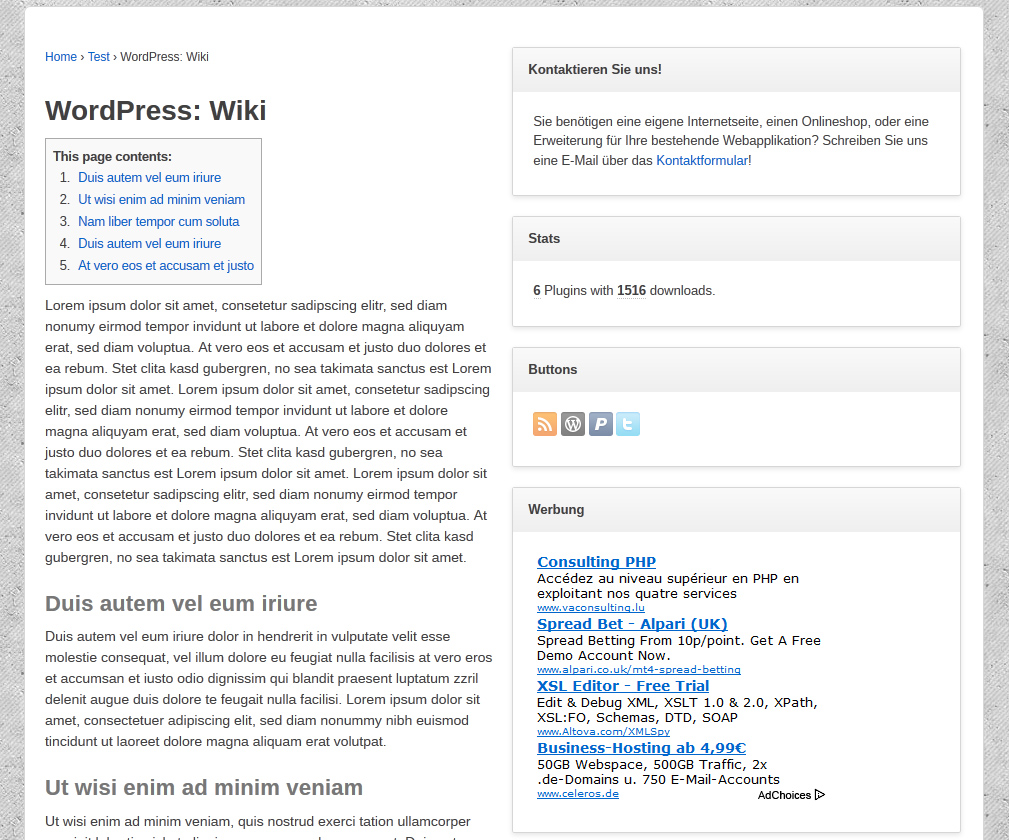 Home › Test › WordPress: Wiki
WordPress: Wiki
This page contents:
1. Duis autem vel eum iriure
2. Ut wisi enim ad minim veniam
3. Nam liber tempor cum soluta
4. Duis autem vel eum iriure
5. At vero eos et accusam et justo
Lorem ipsum dolor sit amet, consetetur sadipscing elitr, sed diam
nonumy eirmod tempor invidunt ut labore et dolore magna aliquyam
erat, sed diam voluptua. At vero eos et accusam et justo duo dolores et
ea rebum. Stet clita kasd gubergren, no sea takimata sanctus est Lorem
ipsum dolor sit amet. Lorem ipsum dolor sit amet, consetetur sadipscing
elitr, sed diam nonumy eirmod tempor invidunt ut labore et dolore
magna aliquyam erat, sed diam voluptua. At vero eos et accusam et
justo duo dolores et ea rebum. Stet clita kasd gubergren, no sea
takimata sanctus est Lorem ipsum dolor sit amet. Lorem ipsum dolor sit
amet, consetetur sadipscing elitr, sed diam nonumy eirmod tempor
invidunt ut labore et dolore magna aliquyam erat, sed diam voluptua. At
vero eos et accusam et justo duo dolores et ea rebum. Stet clita kasd
gubergren, no sea takimata sanctus est Lorem ipsum dolor sit amet.
Duis autem vel eum iriure
Duis autem vel eum iriure dolor in hendrerit in vulputate velit esse
molestie consequat, vel illum dolore eu feugiat nulla facilisis at vero eros
et accumsan et iusto odio dignissim qui blandit praesent luptatum zzril
delenit augue duis dolore te feugait nulla facilisi. Lorem ipsum dolor sit
amet, consectetuer adipiscing elit, sed diam nonummy nibh euismod
tincidunt ut laoreet dolore magna aliquam erat volutpat.
Ut wisi enim ad minim veniam
Ut wisi enim ad minim veniam, quis nostrud exerci tation ullamcorper
Kontaktieren Sie uns!
Sie benötigen eine eigene Internetseite, einen Onlineshop, oder eine
Erweiterung für Ihre bestehende Webapplikation? Schreiben Sie uns
eine E-Mail über das Kontaktformular!
Stats
6 Plugins with 1516 downloads.
Buttons
Werbung
Consulting PHP
Accédez au niveau supérieur en PHP en
exploitant nos quatre services
www.vaconsulting.lu
Spread Bet - Alpari (UK)
Spread Betting From 10p/point. Get A Free
Demo Account Now.
www.alpari.co.uk/mt4-spread-betting
XSL Editor - Free Trial
Edit & Debug XML, XSLT 1.0 & 2.0, XPath,
XSL:FO, Schemas, DTD, SOAP
www.Altova.com/XMLSpy
Business-Hosting ab 4,99€
50GB Webspace, 500GB Traffic, 2x
.de-Domains u. 750 E-Mail-Accounts
www.celeros.de
AdChoices